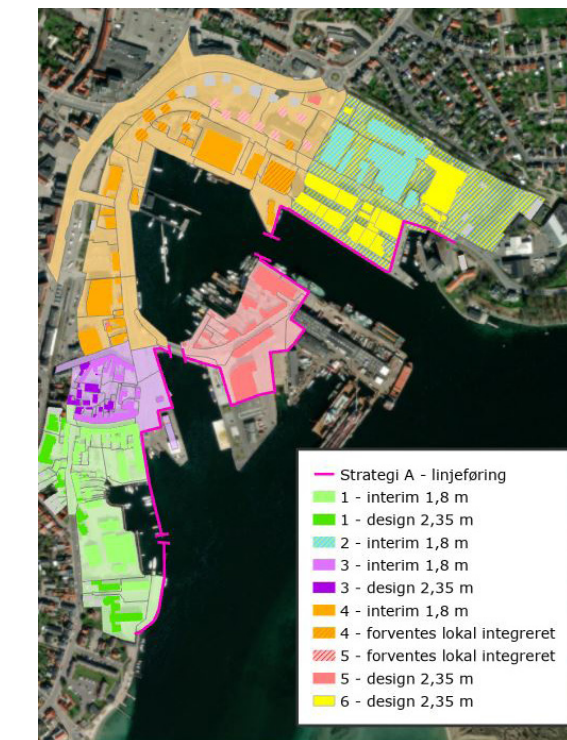 Strategi A - linjeføring
1 - interim 1,8 m
1 - design 2,35 m
2 - interim 1,8 m
3 - interim 1,8 m
3 - design 2,35 m
4 - interim 1,8 m
4 - forventes lokal integreret
5 - forventes lokal integreret
5 - design 2,35 m
6 - design 2,35 m